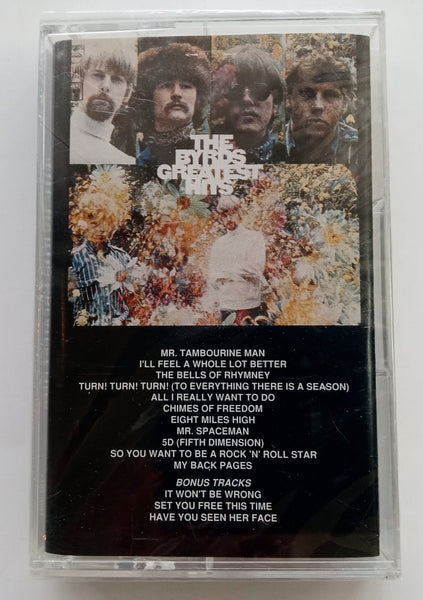 THE
BYRDS
GREATEST
HITS
MR. TAMBOURINE MAN
I'LL FEEL A WHOLE LOT BETTER
THE BELLS OF RHYMNEY
TURN! TURN! TURN! (TO EVERYTHING THERE IS A SEASON)
ALL I REALLY WANT TO DO
CHIMES OF FREEDOM
EIGHT MILES HIGH
MR. SPACEMAN
5D (FIFTH DIMENSION)
SO YOU WANT TO BE A ROCK 'N' ROLL STAR
MY BACK PAGES
BONUS TRACKS
IT WON'T BE WRONG
SET YOU FREE THIS TIME
HAVE YOU SEEN HER FACE